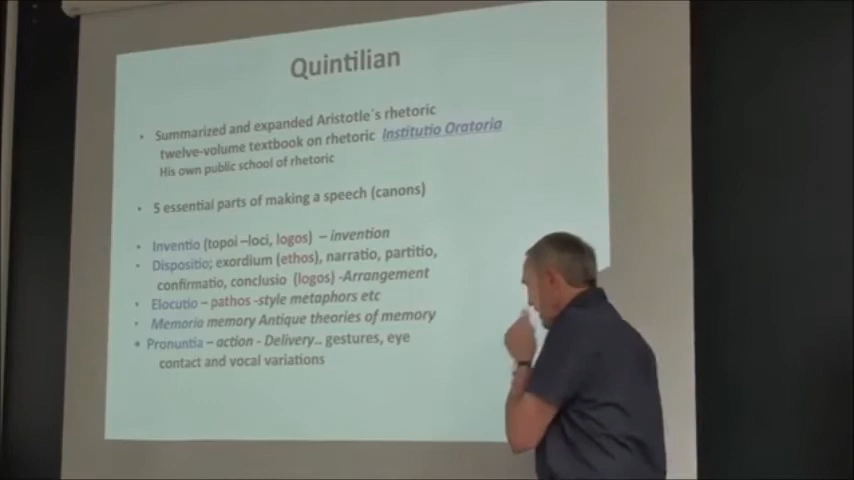 Quintilian
• Summarized and expanded Aristotle´s rhetoric
twelve-volume textbook on rhetoric Institutio Oratoria
His own public school of rhetoric
• 5 essential parts of making a speech (canons)
• Inventio (topoi –loci, logos) – invention
• Dispositio; exordium (ethos), narratio, partitio,
confirmatio, conclusio (logos) -Arrangement
• Elocutio – pathos -style metaphors etc
• Memoria memory Antique theories of memory
• Pronuntia – action - Delivery.. gestures, eye
contact and vocal variations